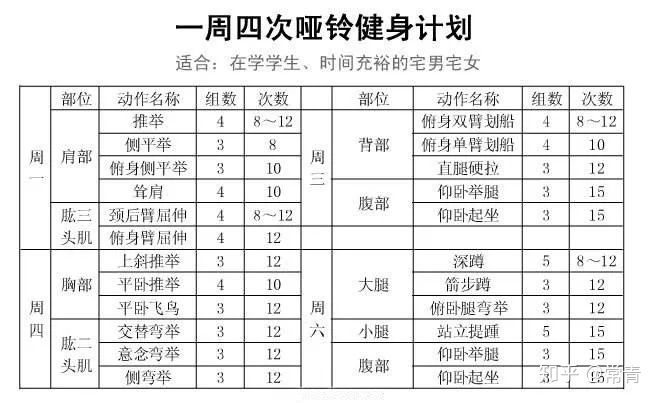 一周四次哑铃健身计划
适合：在学学生、时间充裕的宅男宅女
部位 动作名称 组数 次数 部位 动作名称 组数 次数
周一 肩部 推举 4 8～12 周三 背部 俯身双臂划船 4 8～12
侧平举 3 8 俯身单臂划船 4 10
俯身侧平举 3 10 直腿硬拉 3 12
耸肩 4 10 腹部 仰卧举腿 3 15
肱三头肌 颈后臂屈伸 4 8～12 仰卧起坐 3 15
俯身臂屈伸 4 12
周四 胸部 上斜推举 3 12 周六 大腿 深蹲 5 8～12
平卧推举 4 10 箭步蹲 3 12
平卧飞鸟 3 12 俯卧腿弯举 3 12
肱二头肌 交替弯举 3 12 小腿 站立提踵 5 15
意念弯举 3 12 腹部 仰卧举腿 3 15
侧弯举 3 12 仰卧起坐 3 15
知乎 @常青